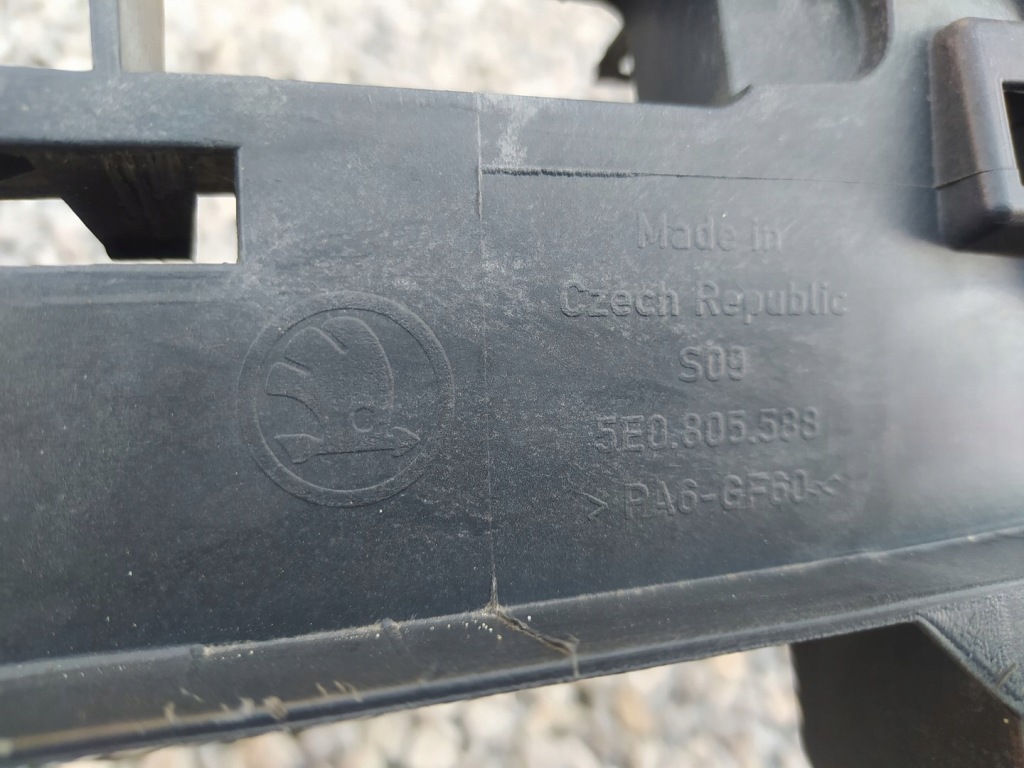 Made in
Czech Republic
S09
5E0.805.588
> PA6-GF60 <